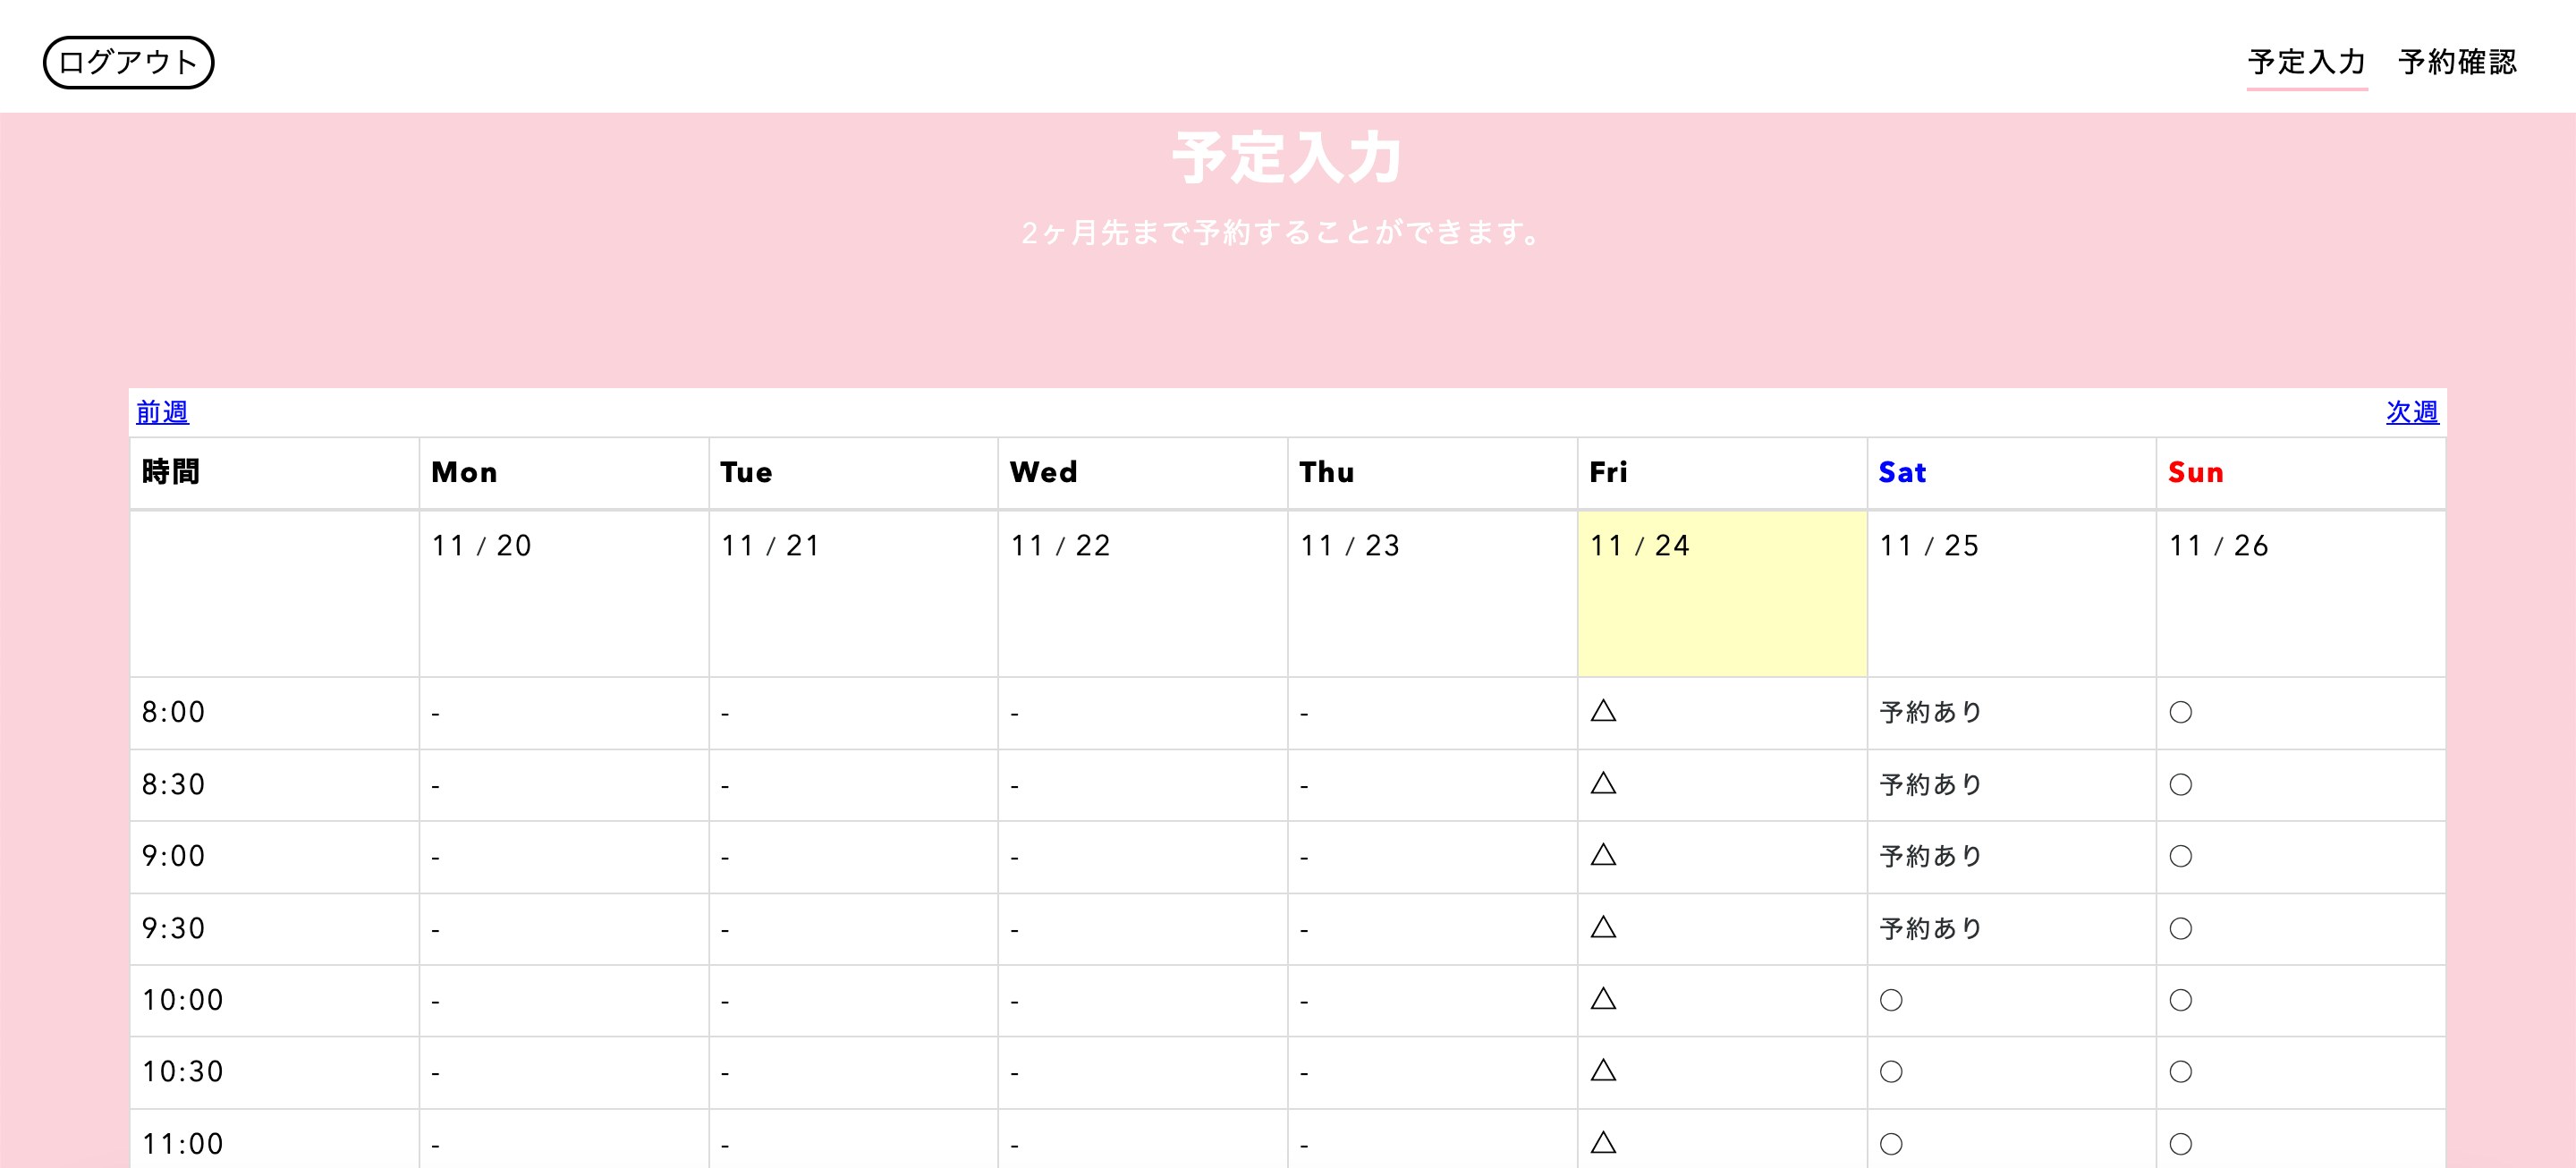 ログアウト
予定入力 予約確認
予定入力
2ヶ月先まで予約することができます。
前週 次週
時間 Mon Tue Wed Thu Fri Sat Sun
11 / 20 11 / 21 11 / 22 11 / 23 11 / 24 11 / 25 11 / 26
8:00 - - - - △ 予約あり ○
8:30 - - - - △ 予約あり ○
9:00 - - - - △ 予約あり ○
9:30 - - - - △ 予約あり ○
10:00 - - - - △ ○ ○
10:30 - - - - △ ○ ○
11:00 - - - - △ ○ ○